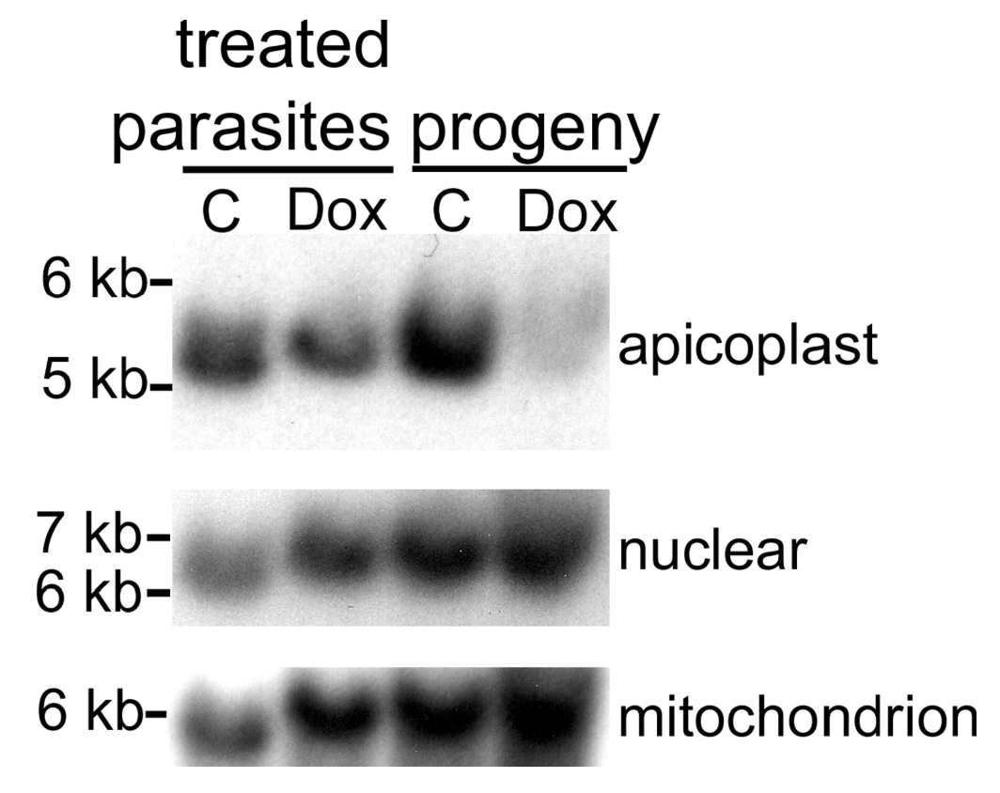 treated
parasites progeny
C Dox C Dox
6 kb
5 kb
apicoplast
7 kb
6 kb
nuclear
6 kb
mitochondrion